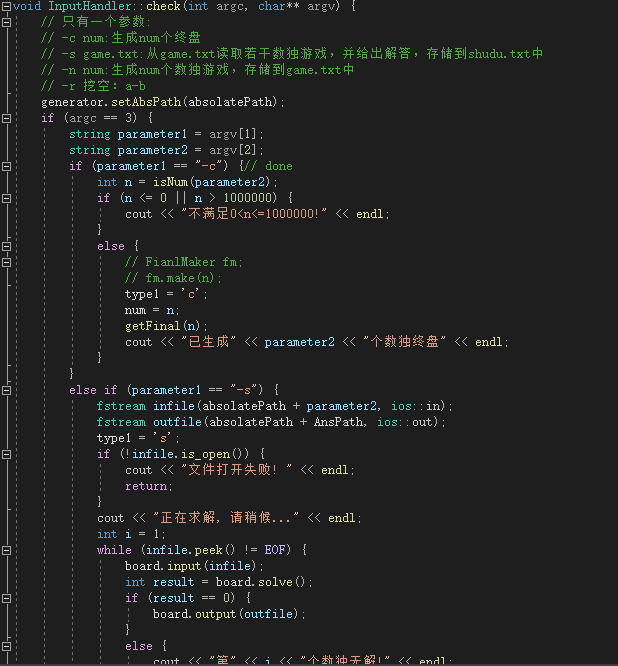 void InputHandler::check(int argc, char** argv) {
// 只有一个参数:
// -c num:生成num个终盘
// -s game.txt:从game.txt读取若干数独游戏，并给出解答，存储到shudu.txt中
// -n num:生成num个数独游戏，存储到game.txt中
// -r 挖空: a-b
generator.setAbsPath(absolatePath);
if (argc == 3) {
string parameter1 = argv[1];
string parameter2 = argv[2];
if (parameter1 == "-c") {// done
int n = isNum(parameter2);
if (n <= 0 || n > 1000000) {
cout << "不满足0<n<=1000000!" << endl;
}
else {
// FianlMaker fm;
// fm.make(n);
type1 = 'c';
num = n;
getFinal(n);
cout << "已生成" << parameter2 << "个数独终盘" << endl;
}
}
else if (parameter1 == "-s") {
fstream infile(absolatePath + parameter2, ios::in);
fstream outfile(absolatePath + AnsPath, ios::out);
type1 = 's';
if (!infile.is_open()) {
cout << "文件打开失败! " << endl;
return;
}
cout << "正在求解, 请稍候..." << endl;
int i = 1;
while (infile.peek() != EOF) {
board.input(infile);
int result = board.solve();
if (result == 0) {
board.output(outfile);
}
else {
cout << "第" << i << "个数独无解!" << endl;